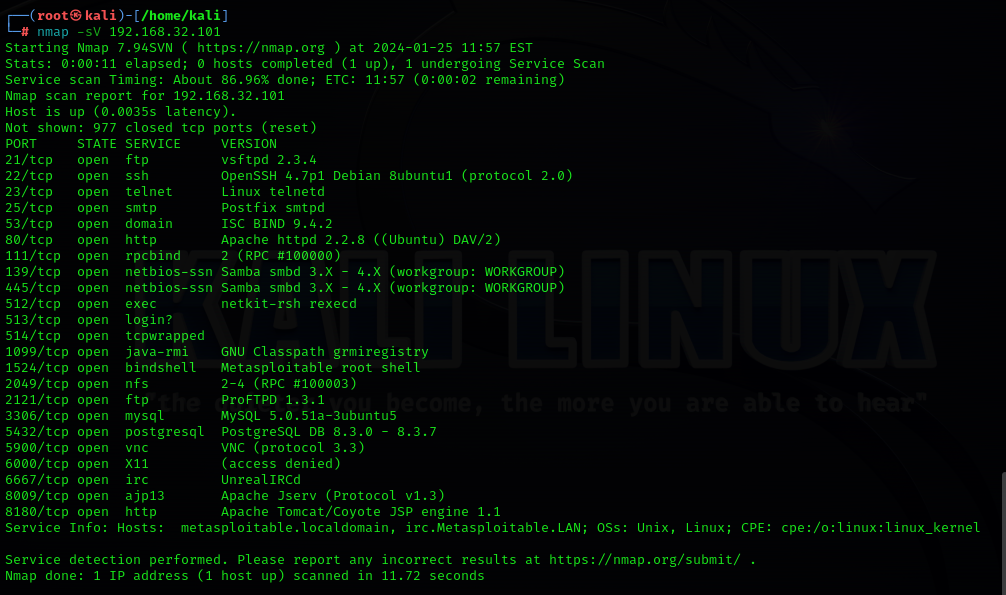 ┌──(root㉿kali)-[/home/kali]
└─# nmap -sV 192.168.32.101
Starting Nmap 7.94SVN ( https://nmap.org ) at 2024-01-25 11:57 EST
Stats: 0:00:11 elapsed; 0 hosts completed (1 up), 1 undergoing Service Scan
Service scan Timing: About 86.96% done; ETC: 11:57 (0:00:02 remaining)
Nmap scan report for 192.168.32.101
Host is up (0.0035s latency).
Not shown: 977 closed tcp ports (reset)
PORT     STATE SERVICE     VERSION
21/tcp   open  ftp         vsftpd 2.3.4
22/tcp   open  ssh         OpenSSH 4.7p1 Debian 8ubuntu1 (protocol 2.0)
23/tcp   open  telnet      Linux telnetd
25/tcp   open  smtp        Postfix smtpd
53/tcp   open  domain      ISC BIND 9.4.2
80/tcp   open  http        Apache httpd 2.2.8 ((Ubuntu) DAV/2)
111/tcp  open  rpcbind     2 (RPC #100000)
139/tcp  open  netbios-ssn Samba smbd 3.X - 4.X (workgroup: WORKGROUP)
445/tcp  open  netbios-ssn Samba smbd 3.X - 4.X (workgroup: WORKGROUP)
512/tcp  open  exec        netkit-rsh rexecd
513/tcp  open  login?
514/tcp  open  tcpwrapped
1099/tcp open  java-rmi    GNU Classpath grmiregistry
1524/tcp open  bindshell   Metasploitable root shell
2049/tcp open  nfs         2-4 (RPC #100003)
2121/tcp open  ftp         ProFTPD 1.3.1
3306/tcp open  mysql       MySQL 5.0.51a-3ubuntu5
5432/tcp open  postgresql  PostgreSQL DB 8.3.0 - 8.3.7
5900/tcp open  vnc         VNC (protocol 3.3)
6000/tcp open  X11         (access denied)
6667/tcp open  irc         UnrealIRCd
8009/tcp open  ajp13       Apache Jserv (Protocol v1.3)
8180/tcp open  http        Apache Tomcat/Coyote JSP engine 1.1
Service Info: Hosts:  metasploitable.localdomain, irc.Metasploitable.LAN; OSs: Unix, Linux; CPE: cpe:/o:linux:linux_kernel
Service detection performed. Please report any incorrect results at https://nmap.org/submit/ .
Nmap done: 1 IP address (1 host up) scanned in 11.72 seconds
KALI LINUX
"the you become, the more you are able to hear"